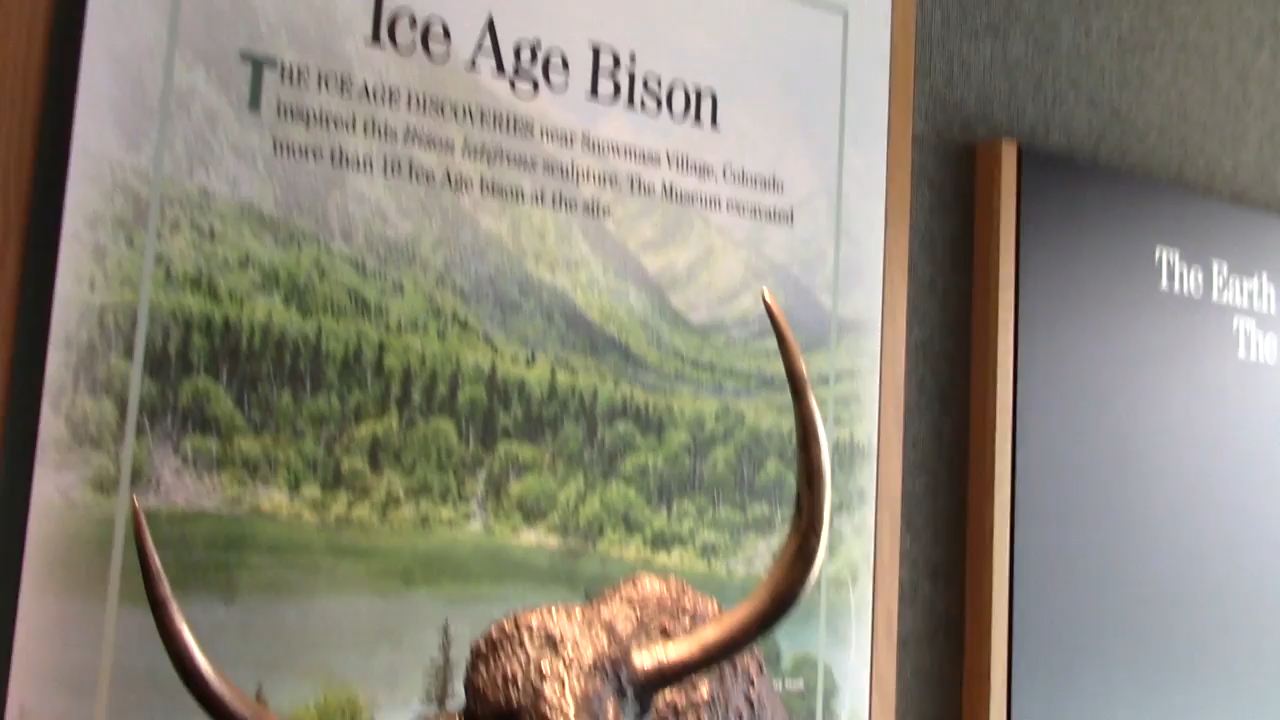 Ice Age Bison
THE ICE AGE DISCOVERIES near Snowmass Village, Colorado
inspired this Bison latifrons sculpture. The Museum excavated
more than 10 Ice Age bison at the site.
The Earth
The